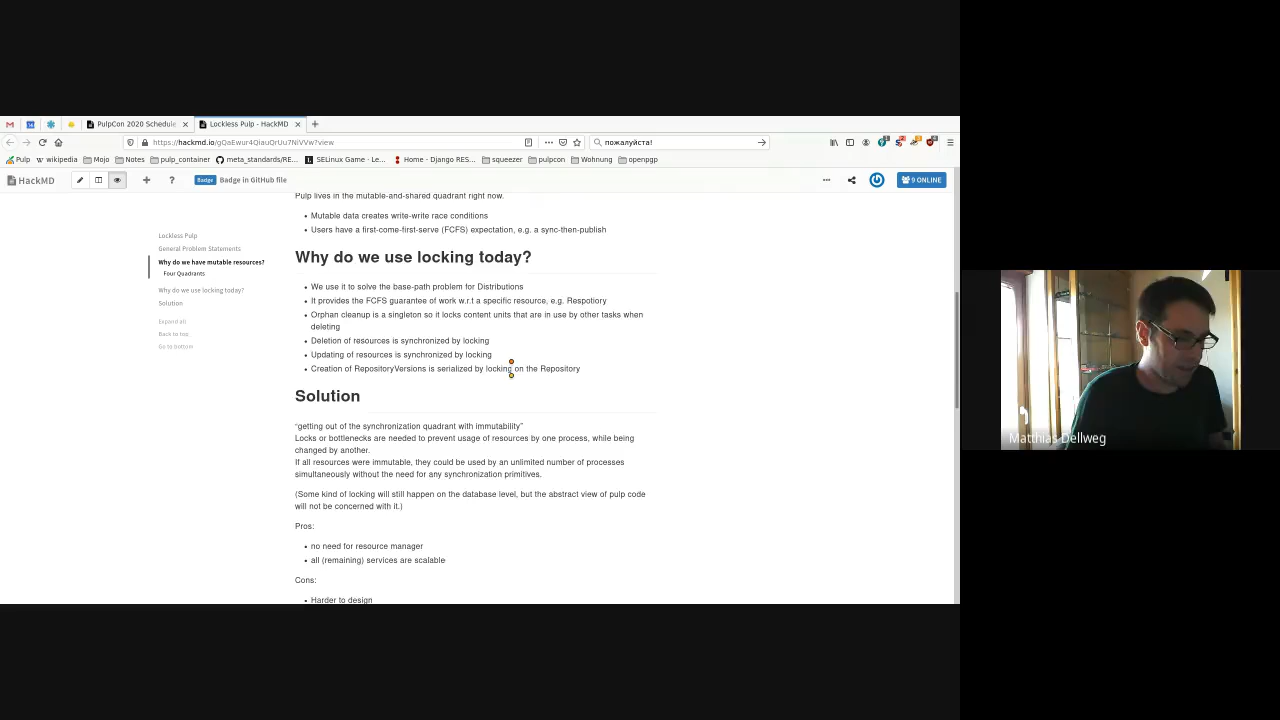 PulpCon 2020 Schedule
Lockless Pulp - HackMD
https://hackmd.io/gQaEwur4QiauQrUu7NiVVw?view
пожалуйста!
Pulp wikipedia Mojo Notes pulp_container meta_standards/RE... SELinux Game - Le... Home - Django RES... squeezer pulpcon Wohnung openpgp
HackMD
Badge Badge in GitHub file
9 ONLINE
Lockless Pulp
General Problem Statements
Why do we have mutable resources?
Four Quadrants
Why do we use locking today?
Solution
Expand all
Back to top
Go to bottom
Pulp lives in the mutable-and-shared quadrant right now.
• Mutable data creates write-write race conditions
• Users have a first-come-first-serve (FCFS) expectation, e.g. a sync-then-publish
Why do we use locking today?
• We use it to solve the base-path problem for Distributions
• It provides the FCFS guarantee of work w.r.t a specific resource, e.g. Respotiory
• Orphan cleanup is a singleton so it locks content units that are in use by other tasks when
deleting
• Deletion of resources is synchronized by locking
• Updating of resources is synchronized by locking
• Creation of RepositoryVersions is serialized by locking on the Repository
Solution
“getting out of the synchronization quadrant with immutability”
Locks or bottlenecks are needed to prevent usage of resources by one process, while being
changed by another.
If all resources were immutable, they could be used by an unlimited number of processes
simultaneously without the need for any synchronization primitives.
(Some kind of locking will still happen on the database level, but the abstract view of pulp code
will not be concerned with it.)
Pros:
• no need for resource manager
• all (remaining) services are scalable
Cons:
• Harder to design
Matthias Dellweg